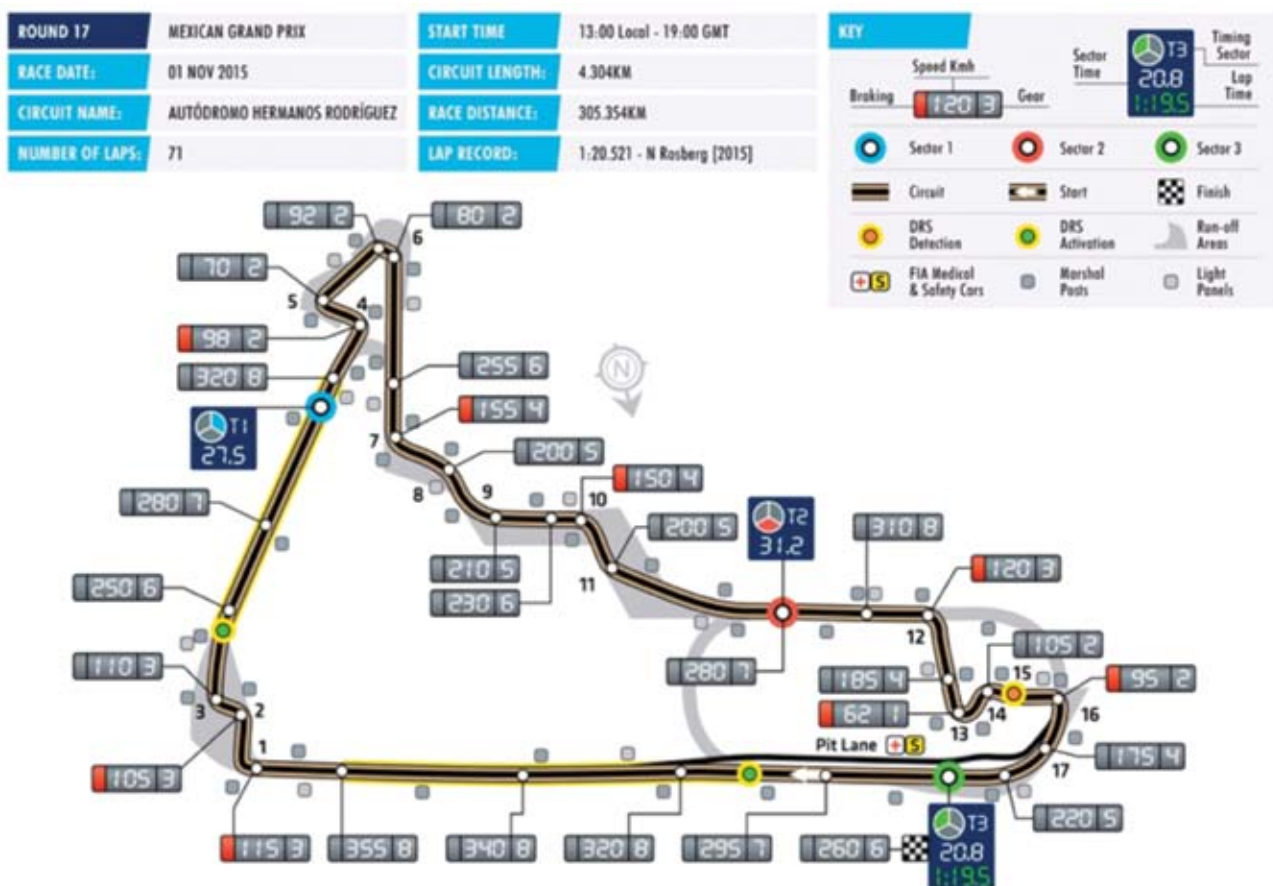 ROUND 17 MEXICAN GRAND PRIX
RACE DATE: 01 NOV 2015
CIRCUIT NAME: AUTÓDROMO HERMANOS RODRÍGUEZ
NUMBER OF LAPS: 71
START TIME 13:00 Local - 19:00 GMT
CIRCUIT LENGTH: 4.304KM
RACE DISTANCE: 305.354KM
LAP RECORD: 1:20.521 - N Rosberg [2015]
KEY
Speed Kmh
Braking 120 3 Gear
Sector Time
T3
20.8
1:19.5
Timing Sector
Lap Time
Sector 1
Sector 2
Sector 3
Circuit
Start
Finish
DRS Detection
DRS Activation
Run-off Areas
S
FIA Medical & Safety Cars
Marshal Posts
Light Panels
92 2
80 2
6
70 2
5
4
98 2
320 8
255 6
N
T1
27.5
155 4
7
200 5
8
9
150 4
10
280 7
200 5
T2
31.2
310 8
210 5
11
120 3
250 6
230 6
12
110 3
280 7
185 4
105 2
15
95 2
62 1
14
16
13
3
2
1
Pit Lane S
17
175 4
105 3
220 5
115 3
355 8
340 8
320 8
295 7
260 6
T3
20.8
1:19.5